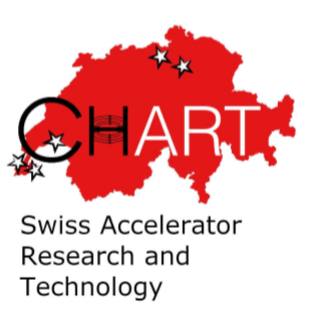 CHART
Swiss Accelerator
Research and
Technology